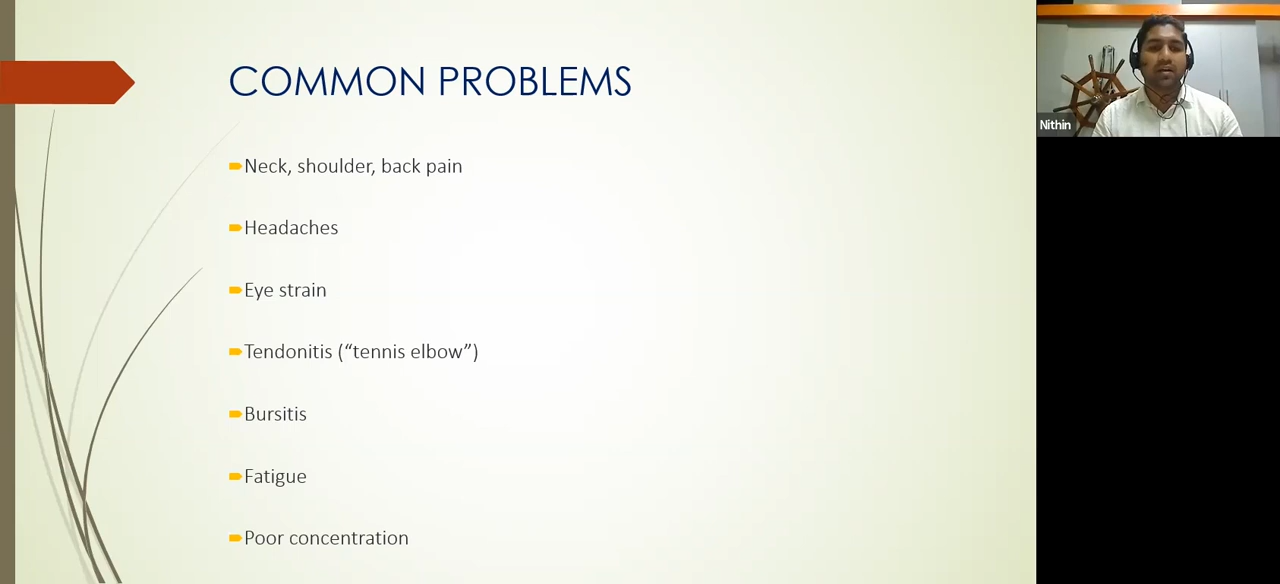 COMMON PROBLEMS
Neck, shoulder, back pain
Headaches
Eye strain
Tendonitis (“tennis elbow”)
Bursitis
Fatigue
Poor concentration
Nithin